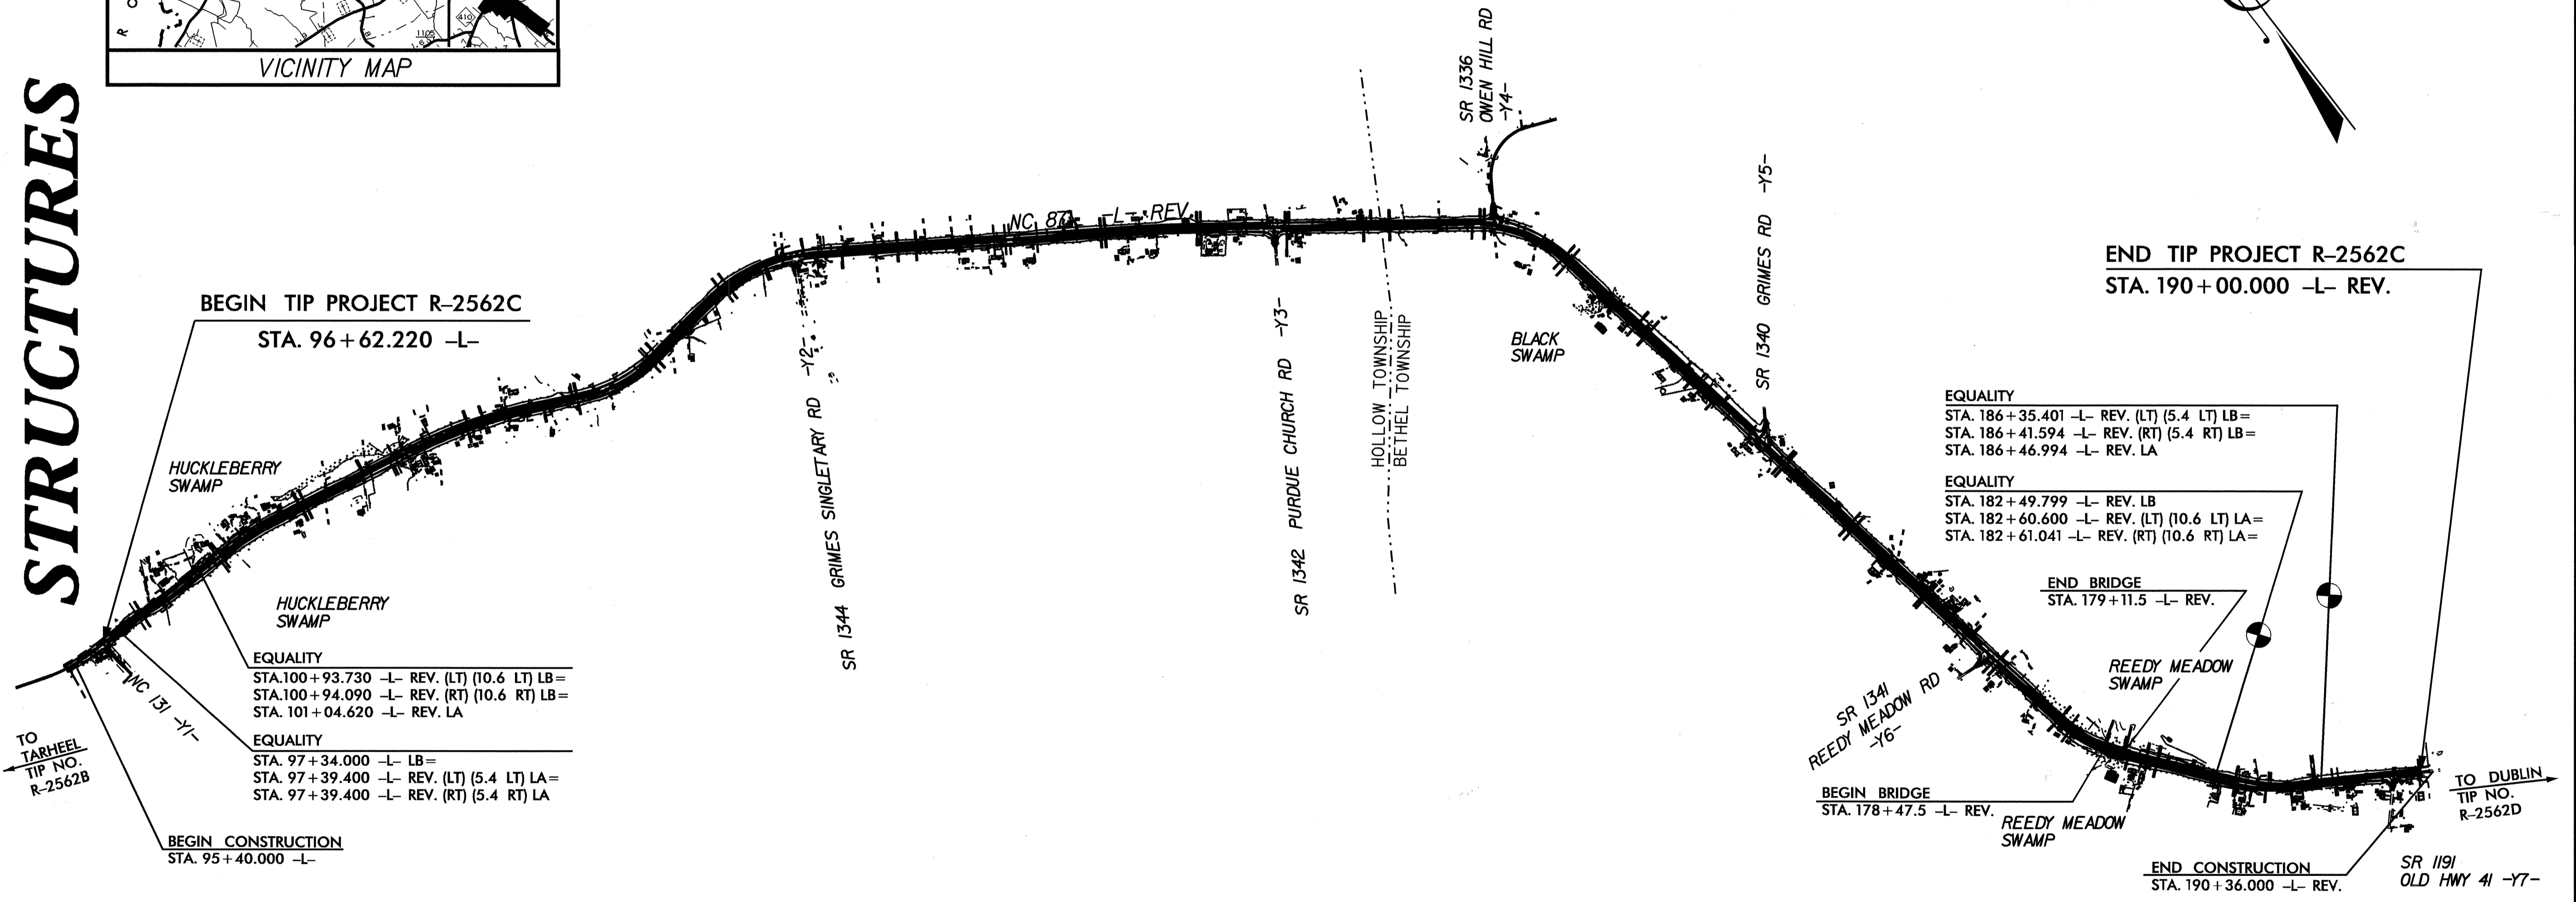 STRUCTURES
410
1105
VICINITY MAP
BEGIN TIP PROJECT R–2562C
STA. 96+62.220 –L–
HUCKLEBERRY
SWAMP
HUCKLEBERRY
SWAMP
EQUALITY
STA.100+93.730 –L– REV. (LT) (10.6 LT) LB=
STA.100+94.090 –L– REV. (RT) (10.6 RT) LB=
STA. 101+04.620 –L– REV. LA
EQUALITY
STA. 97+34.000 –L– LB=
STA. 97+39.400 –L– REV. (LT) (5.4 LT) LA=
STA. 97+39.400 –L– REV. (RT) (5.4 RT) LA
NC 131 –Y1–
TO
TARHEEL
TIP NO.
R–2562B
BEGIN CONSTRUCTION
STA. 95+40.000 –L–
NC 87 –L– REV.
SR 1344 GRIMES SINGLETARY RD –Y2–
SR 1342 PURDUE CHURCH RD –Y3–
HOLLOW TOWNSHIP
BETHEL TOWNSHIP
SR 1336
OWEN HILL RD
–Y4–
BLACK
SWAMP
SR 1340 GRIMES RD –Y5–
END TIP PROJECT R–2562C
STA. 190+00.000 –L– REV.
EQUALITY
STA. 186+35.401 –L– REV. (LT) (5.4 LT) LB=
STA. 186+41.594 –L– REV. (RT) (5.4 RT) LB=
STA. 186+46.994 –L– REV. LA
EQUALITY
STA. 182+49.799 –L– REV. LB
STA. 182+60.600 –L– REV. (LT) (10.6 LT) LA=
STA. 182+61.041 –L– REV. (RT) (10.6 RT) LA=
END BRIDGE
STA. 179+11.5 –L– REV.
REEDY MEADOW
SWAMP
SR 1341
REEDY MEADOW RD
–Y6–
BEGIN BRIDGE
STA. 178+47.5 –L– REV.
REEDY MEADOW
SWAMP
TO DUBLIN
TIP NO.
R–2562D
END CONSTRUCTION
STA. 190+36.000 –L– REV.
SR 1191
OLD HWY 41 –Y7–